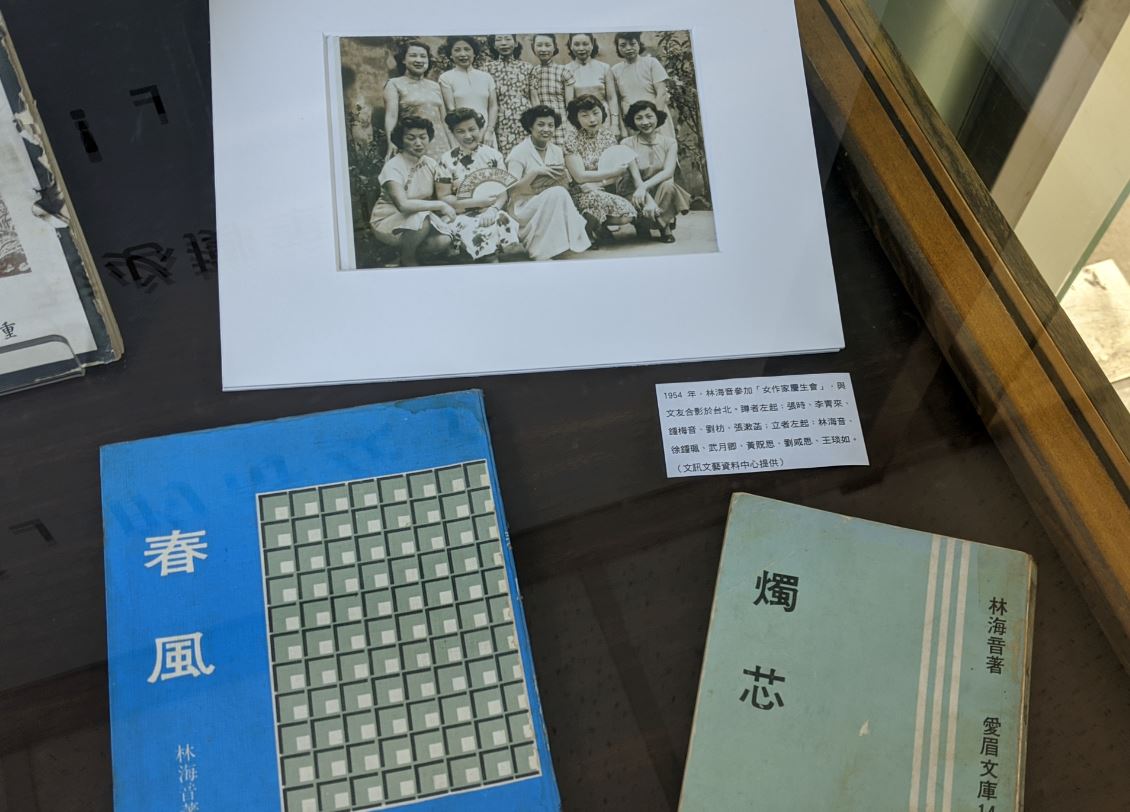 重
1954 年，林海音參加「女作家慶生會」，與
文友合影於台北。蹲者左起：張時、李青來、
鍾梅音、劉枋、張漱菡；立者左起：林海音、
徐鍾珮、武月卿、黃貺思、劉咸思、王琰如。
（文訊文藝資料中心提供）
春風
林海音著
燭芯
林海音著
愛眉文庫14